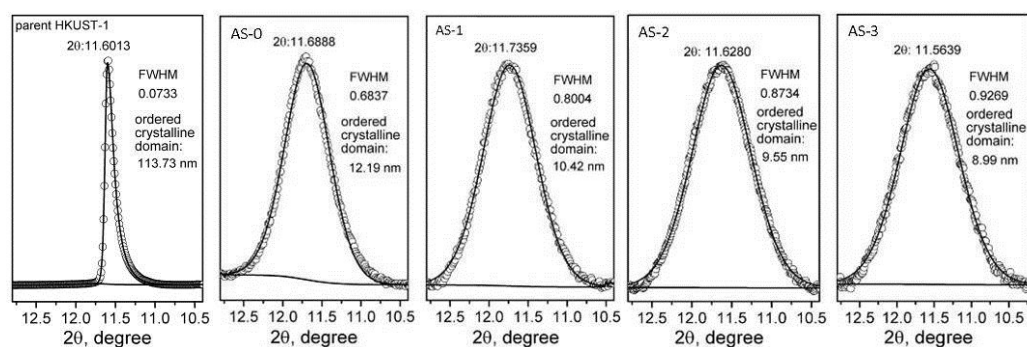 parent HKUST-1
2θ:11.6013
FWHM
0.0733
ordered
crystalline
domain:
113.73 nm
12.5 12.0 11.5 11.0 10.5
2θ, degree
AS-0
2θ:11.6888
FWHM
0.6837
ordered
crystalline
domain:
12.19 nm
12.5 12.0 11.5 11.0 10.5
2θ, degree
AS-1
2θ:11.7359
FWHM
0.8004
ordered
crystalline
domain:
10.42 nm
12.5 12.0 11.5 11.0 10.5
2θ, degree
AS-2
2θ: 11.6280
FWHM
0.8734
ordered
crystalline
domain:
9.55 nm
12.5 12.0 11.5 11.0 10.5
2θ, degree
AS-3
2θ: 11.5639
FWHM
0.9269
ordered
crystalline
domain:
8.99 nm
12.5 12.0 11.5 11.0 10.5
2θ, degree